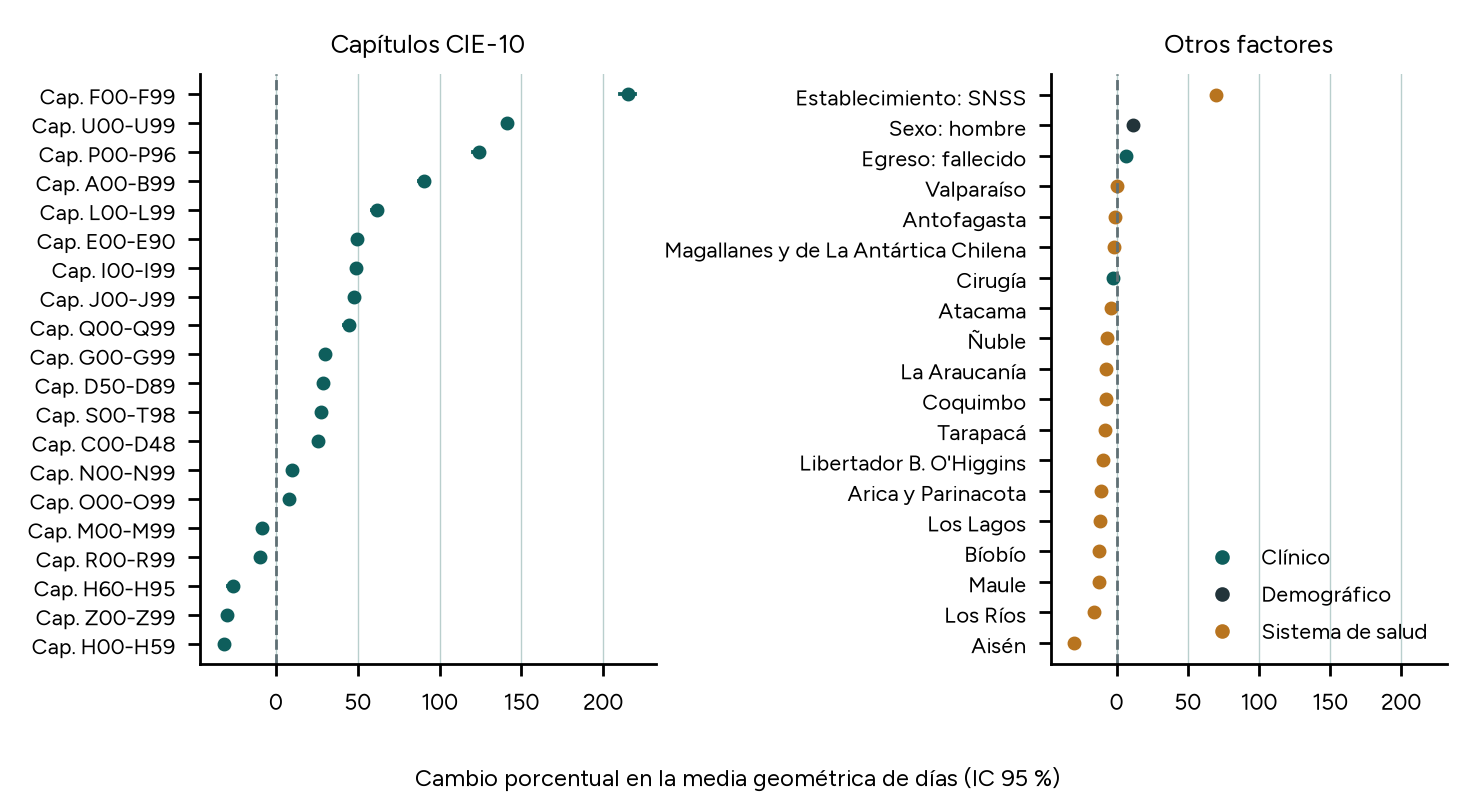 Capítulos CIE-10
Cap. F00-F99
Cap. U00-U99
Cap. P00-P96
Cap. A00-B99
Cap. L00-L99
Cap. E00-E90
Cap. I00-I99
Cap. J00-J99
Cap. Q00-Q99
Cap. G00-G99
Cap. D50-D89
Cap. S00-T98
Cap. C00-D48
Cap. N00-N99
Cap. O00-O99
Cap. M00-M99
Cap. R00-R99
Cap. H60-H95
Cap. Z00-Z99
Cap. H00-H59
0 50 100 150 200
Otros factores
Establecimiento: SNSS
Sexo: hombre
Egreso: fallecido
Valparaíso
Antofagasta
Magallanes y de La Antártica Chilena
Cirugía
Atacama
Ñuble
La Araucanía
Coquimbo
Tarapacá
Libertador B. O'Higgins
Arica y Parinacota
Los Lagos
Bíobío
Maule
Los Ríos
Aisén
Clínico
Demográfico
Sistema de salud
0 50 100 150 200
Cambio porcentual en la media geométrica de días (IC 95 %)